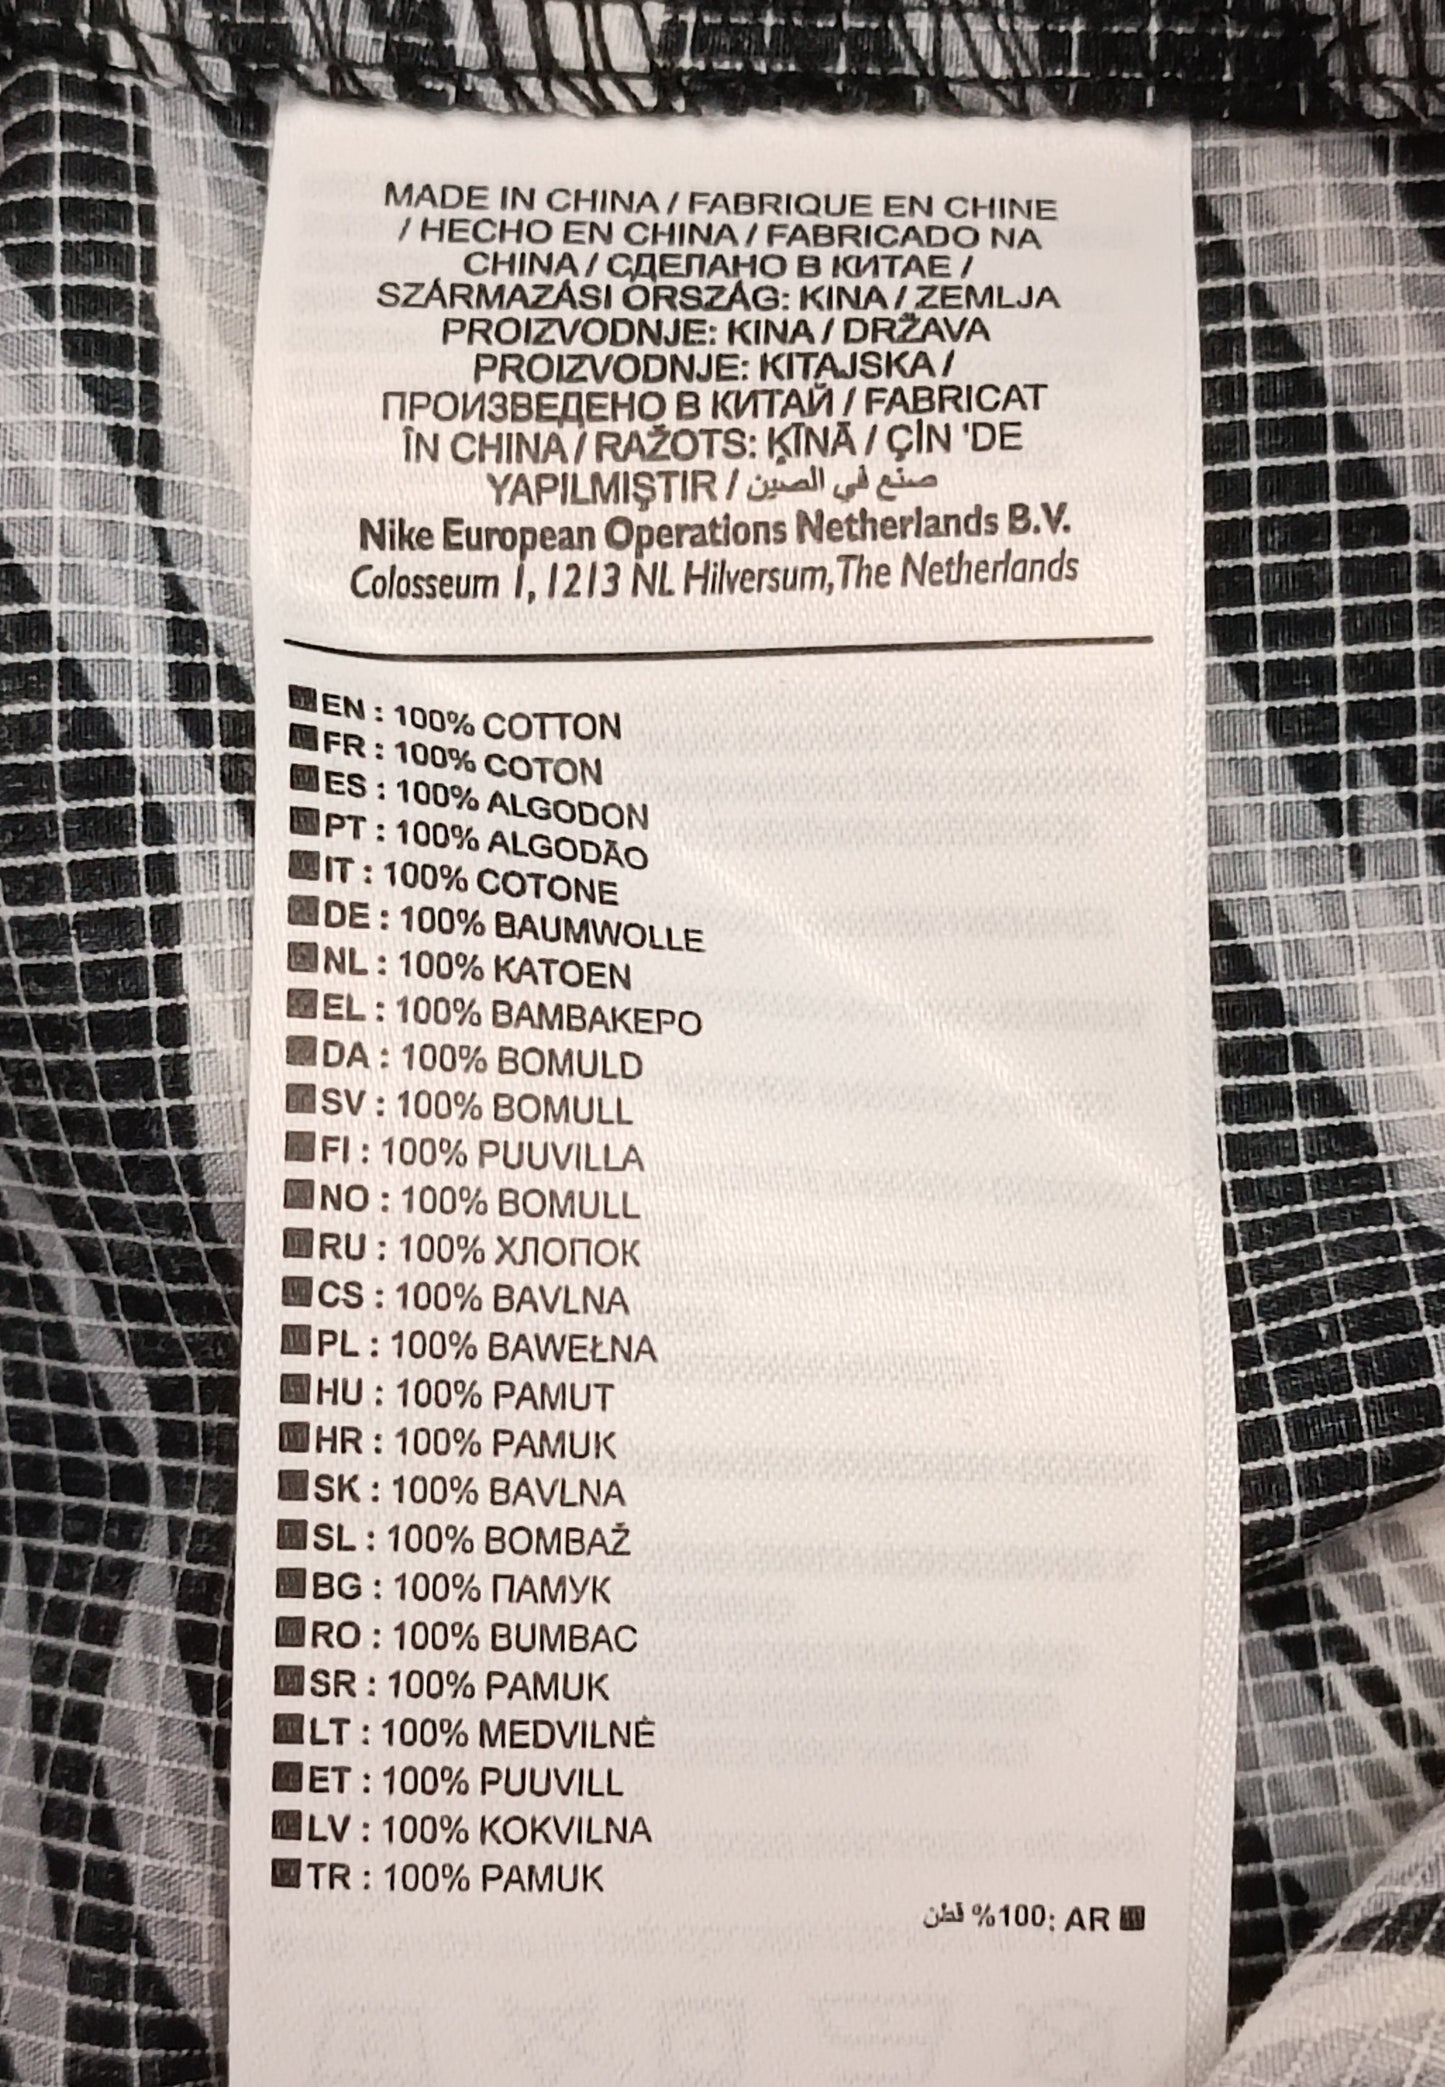 MADE IN CHINA / FABRIQUE EN CHINE
/ HECHO EN CHINA / FABRICADO NA
CHINA / СДЕЛАНО В КИТАЕ /
SZÁRMAZÁSI ORSZÁG: KINA / ZEMLJA
PROIZVODNJE: KINA / DRŽAVA
PROIZVODNJE: KITAJSKA /
ПРОИЗВЕДЕНО В КИТАЙ / FABRICAT
ÎN CHINA / RAŽOTS: ĶĪNĀ / ÇİN 'DE
YAPILMIŞTIR / صنع في الصين
Nike European Operations Netherlands B.V.
Colosseum 1, 1213 NL Hilversum, The Netherlands
EN : 100% COTTON
FR : 100% COTON
ES : 100% ALGODON
PT : 100% ALGODÃO
IT : 100% COTONE
DE : 100% BAUMWOLLE
NL : 100% KATOEN
EL : 100% ΒΑΜΒΑΚΕΡΟ
DA : 100% BOMULD
SV : 100% BOMULL
FI : 100% PUUVILLA
NO : 100% BOMULL
RU : 100% ХЛОПОК
CS : 100% BAVLNA
PL : 100% BAWEŁNA
HU : 100% PAMUT
HR : 100% PAMUK
SK : 100% BAVLNA
SL : 100% BOMBAŽ
BG : 100% ПАМУК
RO : 100% BUMBAC
SR : 100% PAMUK
LT : 100% MEDVILNĖ
ET : 100% PUUVILL
LV : 100% KOKVILNA
TR : 100% PAMUK
AR :100% قطن